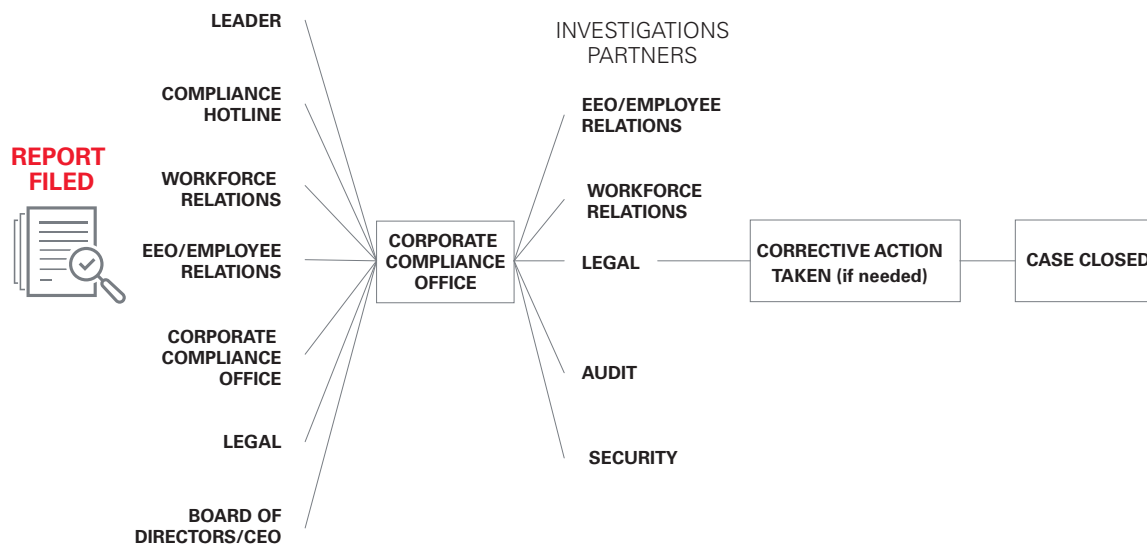 REPORT
FILED
LEADER
COMPLIANCE
HOTLINE
WORKFORCE
RELATIONS
EEO/EMPLOYEE
RELATIONS
CORPORATE
COMPLIANCE
OFFICE
LEGAL
BOARD OF
DIRECTORS/CEO
CORPORATE
COMPLIANCE
OFFICE
INVESTIGATIONS
PARTNERS
EEO/EMPLOYEE
RELATIONS
WORKFORCE
RELATIONS
LEGAL
AUDIT
SECURITY
CORRECTIVE ACTION
TAKEN (if needed)
CASE CLOSED